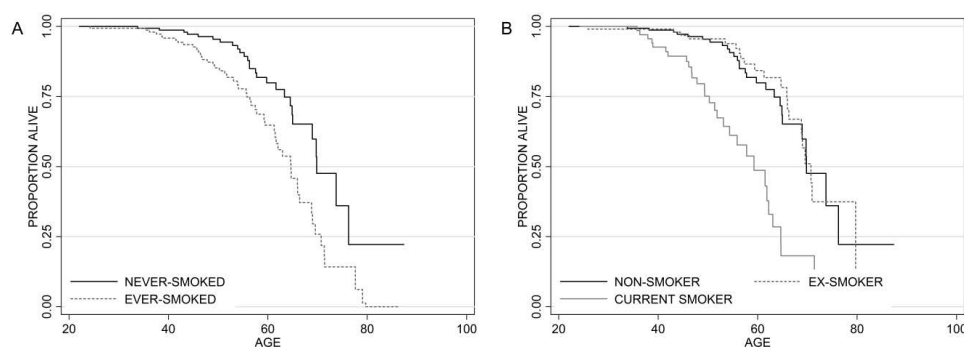 A
PROPORTION ALIVE
1.00
0.75
0.50
0.25
0.00
NEVER-SMOKED
EVER-SMOKED
20 40 60 80 100
AGE
B
PROPORTION ALIVE
1.00
0.75
0.50
0.25
0.00
NON-SMOKER EX-SMOKER
CURRENT SMOKER
20 40 60 80 100
AGE